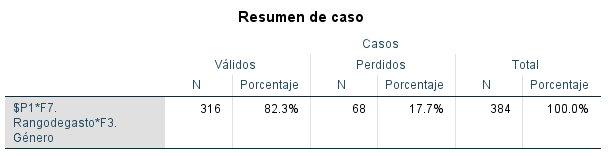 Resumen de caso
Casos
Válidos Perdidos Total
N Porcentaje N Porcentaje N Porcentaje
$P1*F7.
Rangodegasto*F3.
Género
316 82.3% 68 17.7% 384 100.0%